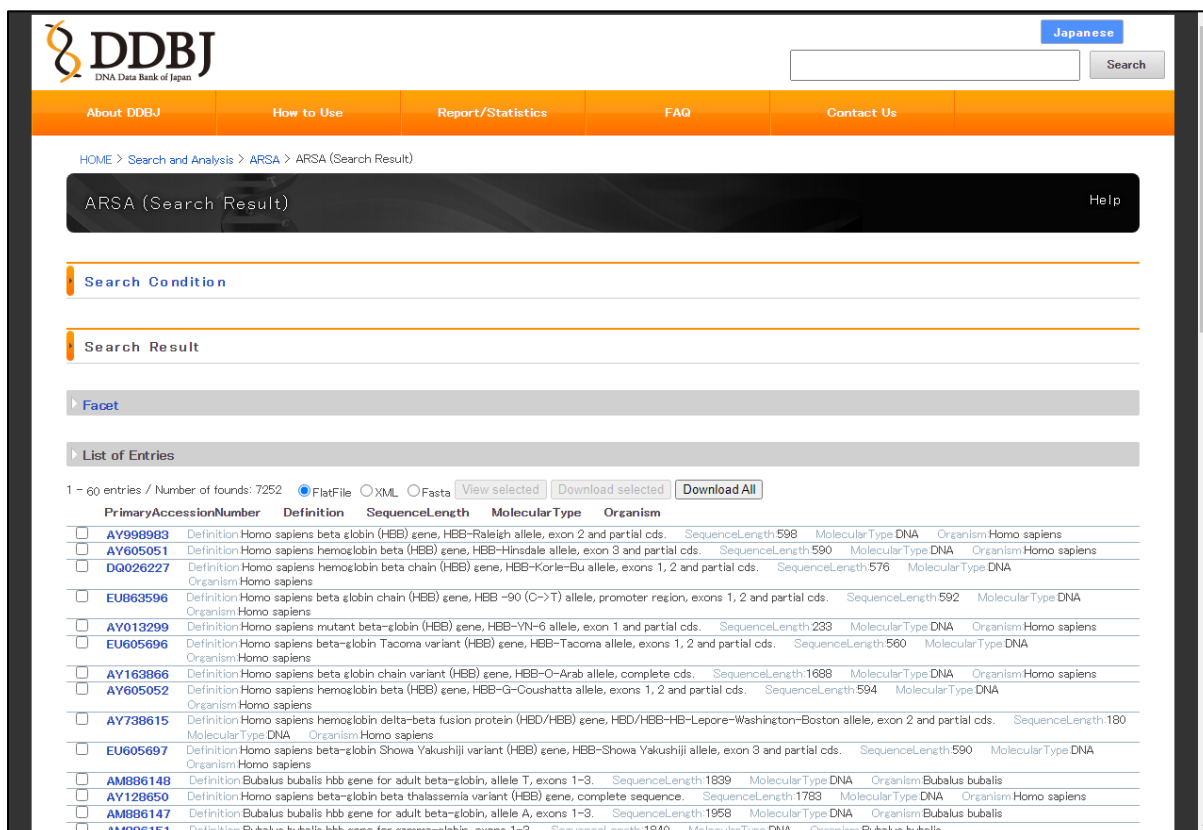 DDBJ
DNA Data Bank of Japan
Japanese
Search
About DDBJ How to Use Report/Statistics FAQ Contact Us
HOME > Search and Analysis > ARSA > ARSA (Search Result)
ARSA (Search Result) Help
Search Condition
Search Result
Facet
List of Entries
1 - 60 entries / Number of founds: 7252 FlatFile XML Fasta View selected Download selected Download All
PrimaryAccessionNumber Definition SequenceLength MolecularType Organism
AY998983 Definition:Homo sapiens beta globin (HBB) gene, HBB-Raleigh allele, exon 2 and partial cds. SequenceLength:598 MolecularType:DNA Organism:Homo sapiens
AY605051 Definition:Homo sapiens hemoglobin beta (HBB) gene, HBB-Hinsdale allele, exon 3 and partial cds. SequenceLength:590 MolecularType:DNA Organism:Homo sapiens
DQ026227 Definition:Homo sapiens hemoglobin beta chain (HBB) gene, HBB-Korle-Bu allele, exons 1, 2 and partial cds. SequenceLength:576 MolecularType:DNA
Organism:Homo sapiens
EU863596 Definition:Homo sapiens beta globin chain (HBB) gene, HBB -90 (C->T) allele, promoter region, exons 1, 2 and partial cds. SequenceLength:592 MolecularType:DNA
Organism:Homo sapiens
AY013299 Definition:Homo sapiens mutant beta-globin (HBB) gene, HBB-YN-6 allele, exon 1 and partial cds. SequenceLength:233 MolecularType:DNA Organism:Homo sapiens
EU605696 Definition:Homo sapiens beta-globin Tacoma variant (HBB) gene, HBB-Tacoma allele, exons 1, 2 and partial cds. SequenceLength:560 MolecularType:DNA
Organism:Homo sapiens
AY163866 Definition:Homo sapiens beta globin chain variant (HBB) gene, HBB-O-Arab allele, complete cds. SequenceLength:1688 MolecularType:DNA Organism:Homo sapiens
AY605052 Definition:Homo sapiens hemoglobin beta (HBB) gene, HBB-G-Coushatta allele, exons 1, 2 and partial cds. SequenceLength:594 MolecularType:DNA
Organism:Homo sapiens
AY738615 Definition:Homo sapiens hemoglobin delta-beta fusion protein (HBD/HBB) gene, HBD/HBB-HB-Lepore-Washington-Boston allele, exon 2 and partial cds. SequenceLength:180
MolecularType:DNA Organism:Homo sapiens
EU605697 Definition:Homo sapiens beta-globin Showa Yakushiji variant (HBB) gene, HBB-Showa Yakushiji allele, exon 3 and partial cds. SequenceLength:590 MolecularType:DNA
Organism:Homo sapiens
AM886148 Definition:Bubalus bubalis hbb gene for adult beta-globin, allele T, exons 1-3. SequenceLength:1839 MolecularType:DNA Organism:Bubalus bubalis
AY128650 Definition:Homo sapiens beta-globin beta thalassemia variant (HBB) gene, complete sequence. SequenceLength:1783 MolecularType:DNA Organism:Homo sapiens
AM886147 Definition:Bubalus bubalis hbb gene for adult beta-globin, allele A, exons 1-3. SequenceLength:1958 MolecularType:DNA Organism:Bubalus bubalis
AM886151 Definition:Bubalus bubalis hbb gene for gamma-globin, exons 1-3. SequenceLength:1840 MolecularType:DNA Organism:Bubalus bubalis